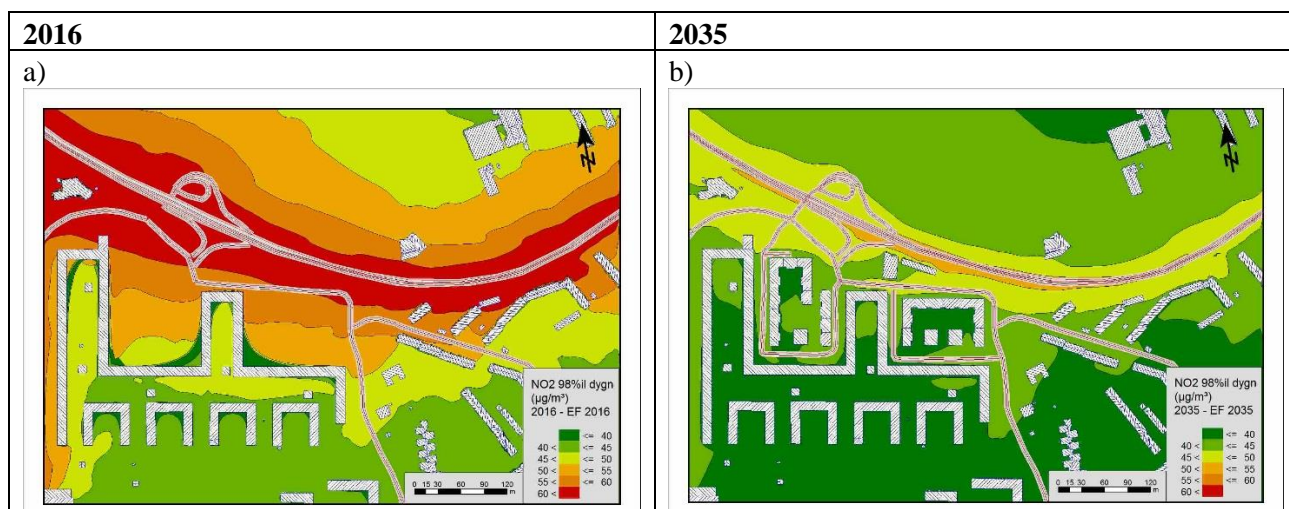 2016
2035
a)
b)
N
NO2 98%il dygn
(µg/m³)
2016 - EF 2016
<= 40
40 < <= 45
45 < <= 50
50 < <= 55
55 < <= 60
60 <
0 15 30 60 90 120
m
N
NO2 98%il dygn
(µg/m³)
2035 - EF 2035
<= 40
40 < <= 45
45 < <= 50
50 < <= 55
55 < <= 60
60 <
0 15 30 60 90 120
m